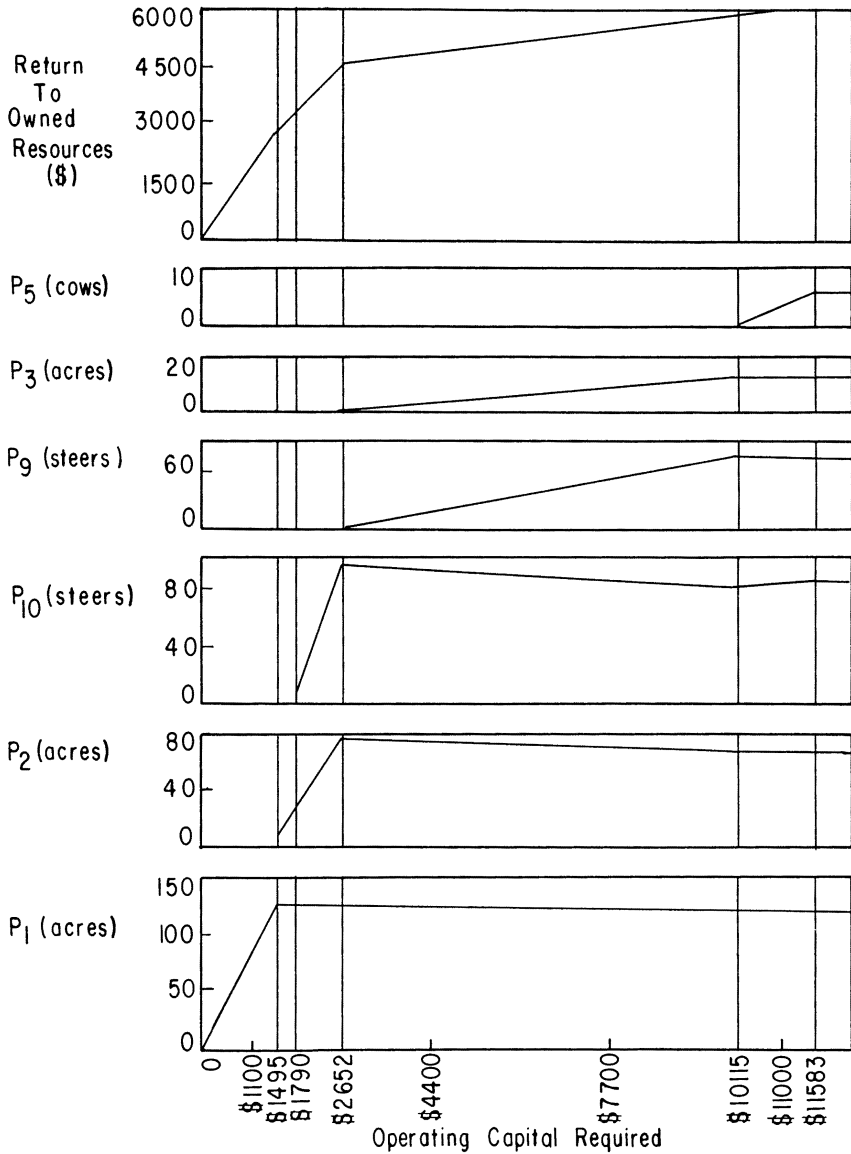 Return
To
Owned
Resources
($)
6000
4500
3000
1500
0
P5 (cows)
10
0
P3 (acres)
20
0
P9 (steers)
60
0
P10 (steers)
80
40
0
P2 (acres)
80
40
0
P1 (acres)
150
100
50
0
0
$1100
$1495
$1790
$2652
$4400
$7700
$10115
$11000
$11583
Operating Capital Required